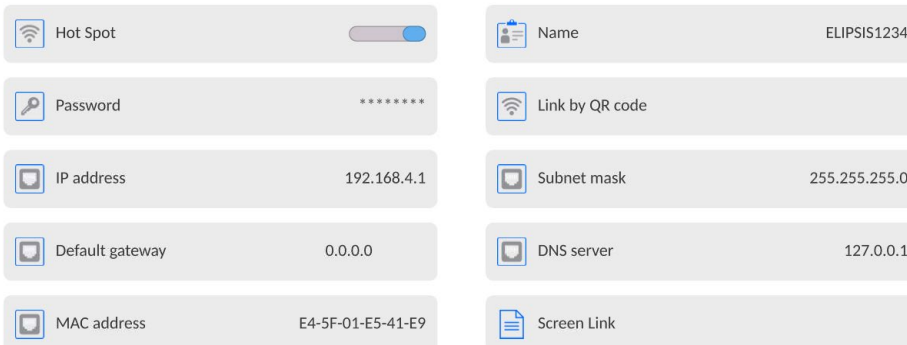 Hot Spot
Name ELIPSIS1234
Password ********
Link by QR code
IP address 192.168.4.1
Subnet mask 255.255.255.0
Default gateway 0.0.0.0
DNS server 127.0.0.1
MAC address E4-5F-01-E5-41-E9
Screen Link